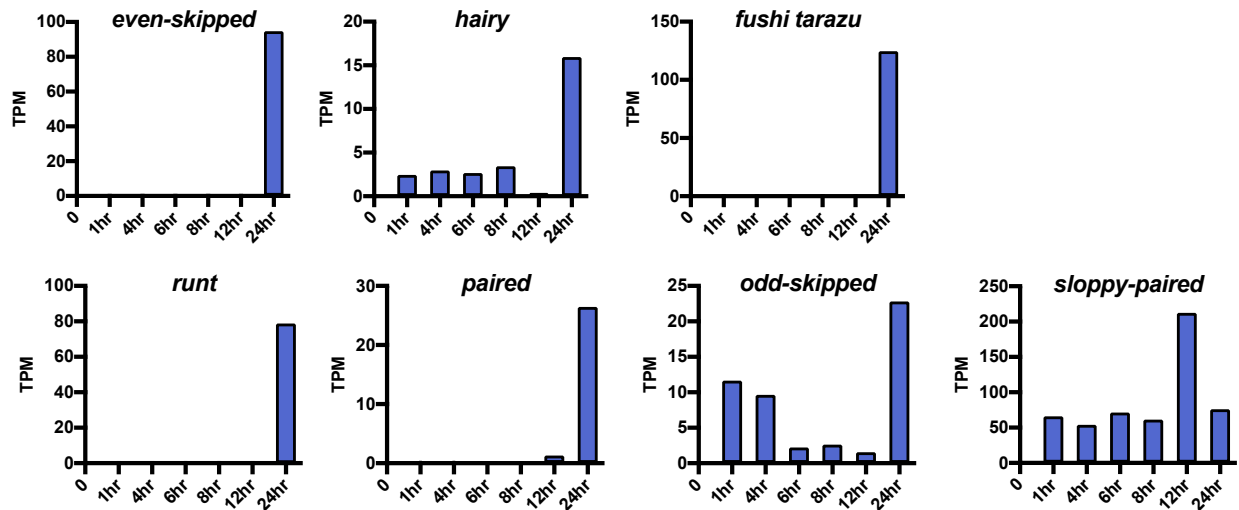 even-skipped
TPM
100
80
60
40
20
0
0 1hr 4hr 6hr 8hr 12hr 24hr
hairy
TPM
20
15
10
5
0
0 1hr 4hr 6hr 8hr 12hr 24hr
fushi tarazu
TPM
150
100
50
0
0 1hr 4hr 6hr 8hr 12hr 24hr
runt
TPM
100
80
60
40
20
0
0 1hr 4hr 6hr 8hr 12hr 24hr
paired
TPM
30
20
10
0
0 1hr 4hr 6hr 8hr 12hr 24hr
odd-skipped
TPM
25
20
15
10
5
0
0 1hr 4hr 6hr 8hr 12hr 24hr
sloppy-paired
TPM
250
200
150
100
50
0
0 1hr 4hr 6hr 8hr 12hr 24hr